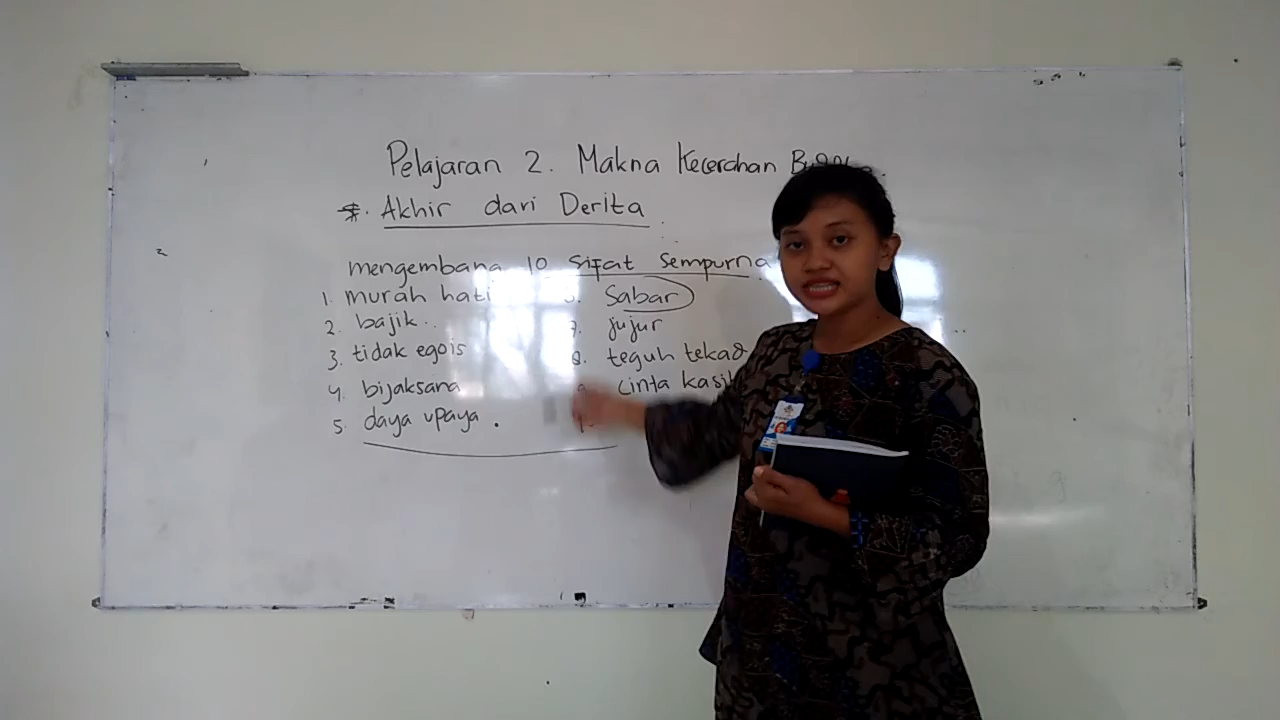 Pelajaran 2. Makna Kecerahan
*. Akhir dari Derita
mengembang 10 Sifat Sempurna
1. murah hati
2. bajik..
3. tidak egois
4. bijaksana
5. daya upaya.
Sabar
7. jujur
8. teguh tekad
cinta kasih